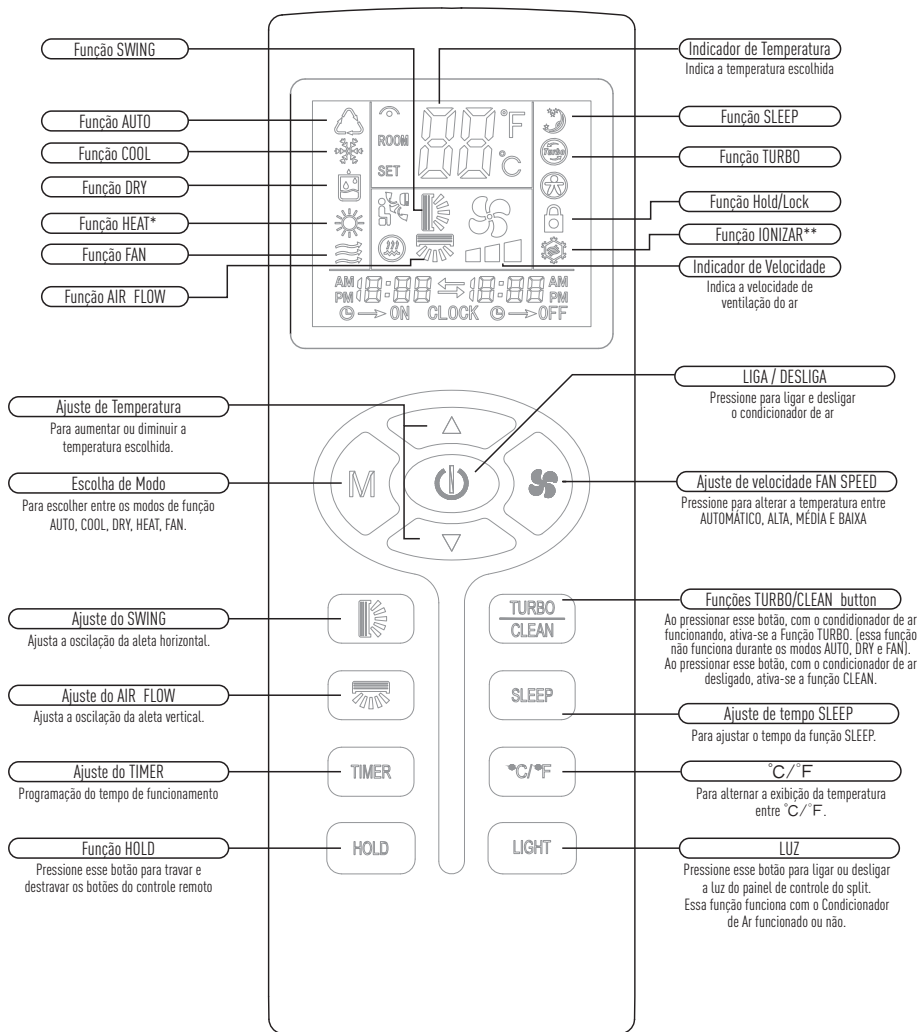 Função SWING
Função AUTO
Função COOL
Função DRY
Função HEAT*
Função FAN
Função AIR FLOW
Indicador de Temperatura
Indica a temperatura escolhida
Função SLEEP
Função TURBO
Função Hold/Lock
Função IONIZAR**
Indicador de Velocidade
Indica a velocidade de
ventilação do ar
ROOM
SET
88 °F
°C
Turbo
AM
PM
18:88
18:88
AM
PM
ON CLOCK OFF
Ajuste de Temperatura
Para aumentar ou diminuir a
temperatura escolhida.
Escolha de Modo
Para escolher entre os modos de função
AUTO, COOL, DRY, HEAT, FAN.
Ajuste do SWING
Ajusta a oscilação da aleta horizontal.
Ajuste do AIR FLOW
Ajusta a oscilação da aleta vertical.
Ajuste do TIMER
Programação do tempo de funcionamento
Função HOLD
Pressione esse botão para travar e
destravar os botões do controle remoto
M
TURBO
CLEAN
SLEEP
TIMER
°C/°F
HOLD
LIGHT
LIGA / DESLIGA
Pressione para ligar e desligar
o condicionador de ar
Ajuste de velocidade FAN SPEED
Pressione para alterar a temperatura entre
AUTOMÁTICO, ALTA, MÉDIA E BAIXA
Funções TURBO/CLEAN button
Ao pressionar esse botão, com o condidionador de ar
funcionando, ativa-se a Função TURBO. (essa função
não funciona durante os modos AUTO, DRY e FAN).
Ao pressionar esse botão, com o condicionador de ar
desligado, ativa-se a função CLEAN.
Ajuste de tempo SLEEP
Para ajustar o tempo da função SLEEP.
°C/°F
Para alternar a exibição da temperatura
entre °C/°F.
LUZ
Pressione esse botão para ligar ou desligar
a luz do painel de controle do split.
Essa função funciona com o Condicionador
de Ar funcionado ou não.